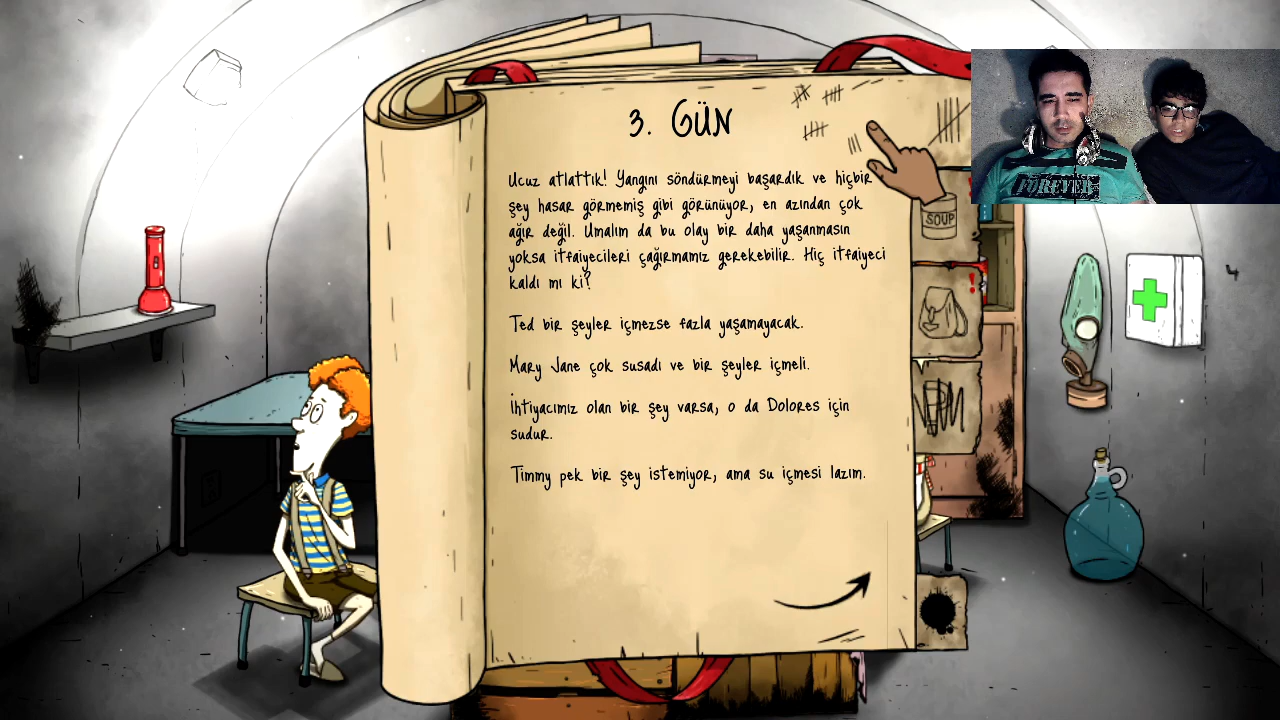 3. GÜN
Ucuz atlattık! Yangını söndürmeyi başardık ve hiçbir
şey hasar görmemiş gibi görünüyor, en azından çok
ağır değil. Umalım da bu olay bir daha yaşanmasın
yoksa itfaiyecileri çağırmamız gerekebilir. Hiç itfaiyeci
kaldı mı ki?
Ted bir şeyler içmezse fazla yaşamayacak.
Mary Jane çok susadı ve bir şeyler içmeli.
İhtiyacımız olan bir şey varsa, o da Dolores için
sudur.
Timmy pek bir şey istemiyor, ama su içmesi lazım.
SOUP
FOREVER